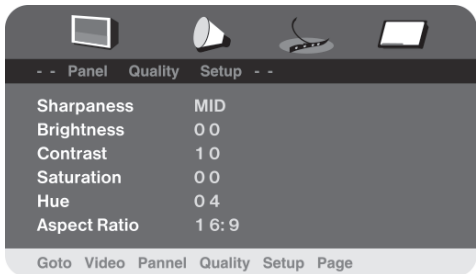 - - Panel Quality Setup - -
Sharpaness MID
Brightness 0 0
Contrast 1 0
Saturation 0 0
Hue 0 4
Aspect Ratio 1 6: 9
Goto Video Pannel Quality Setup Page